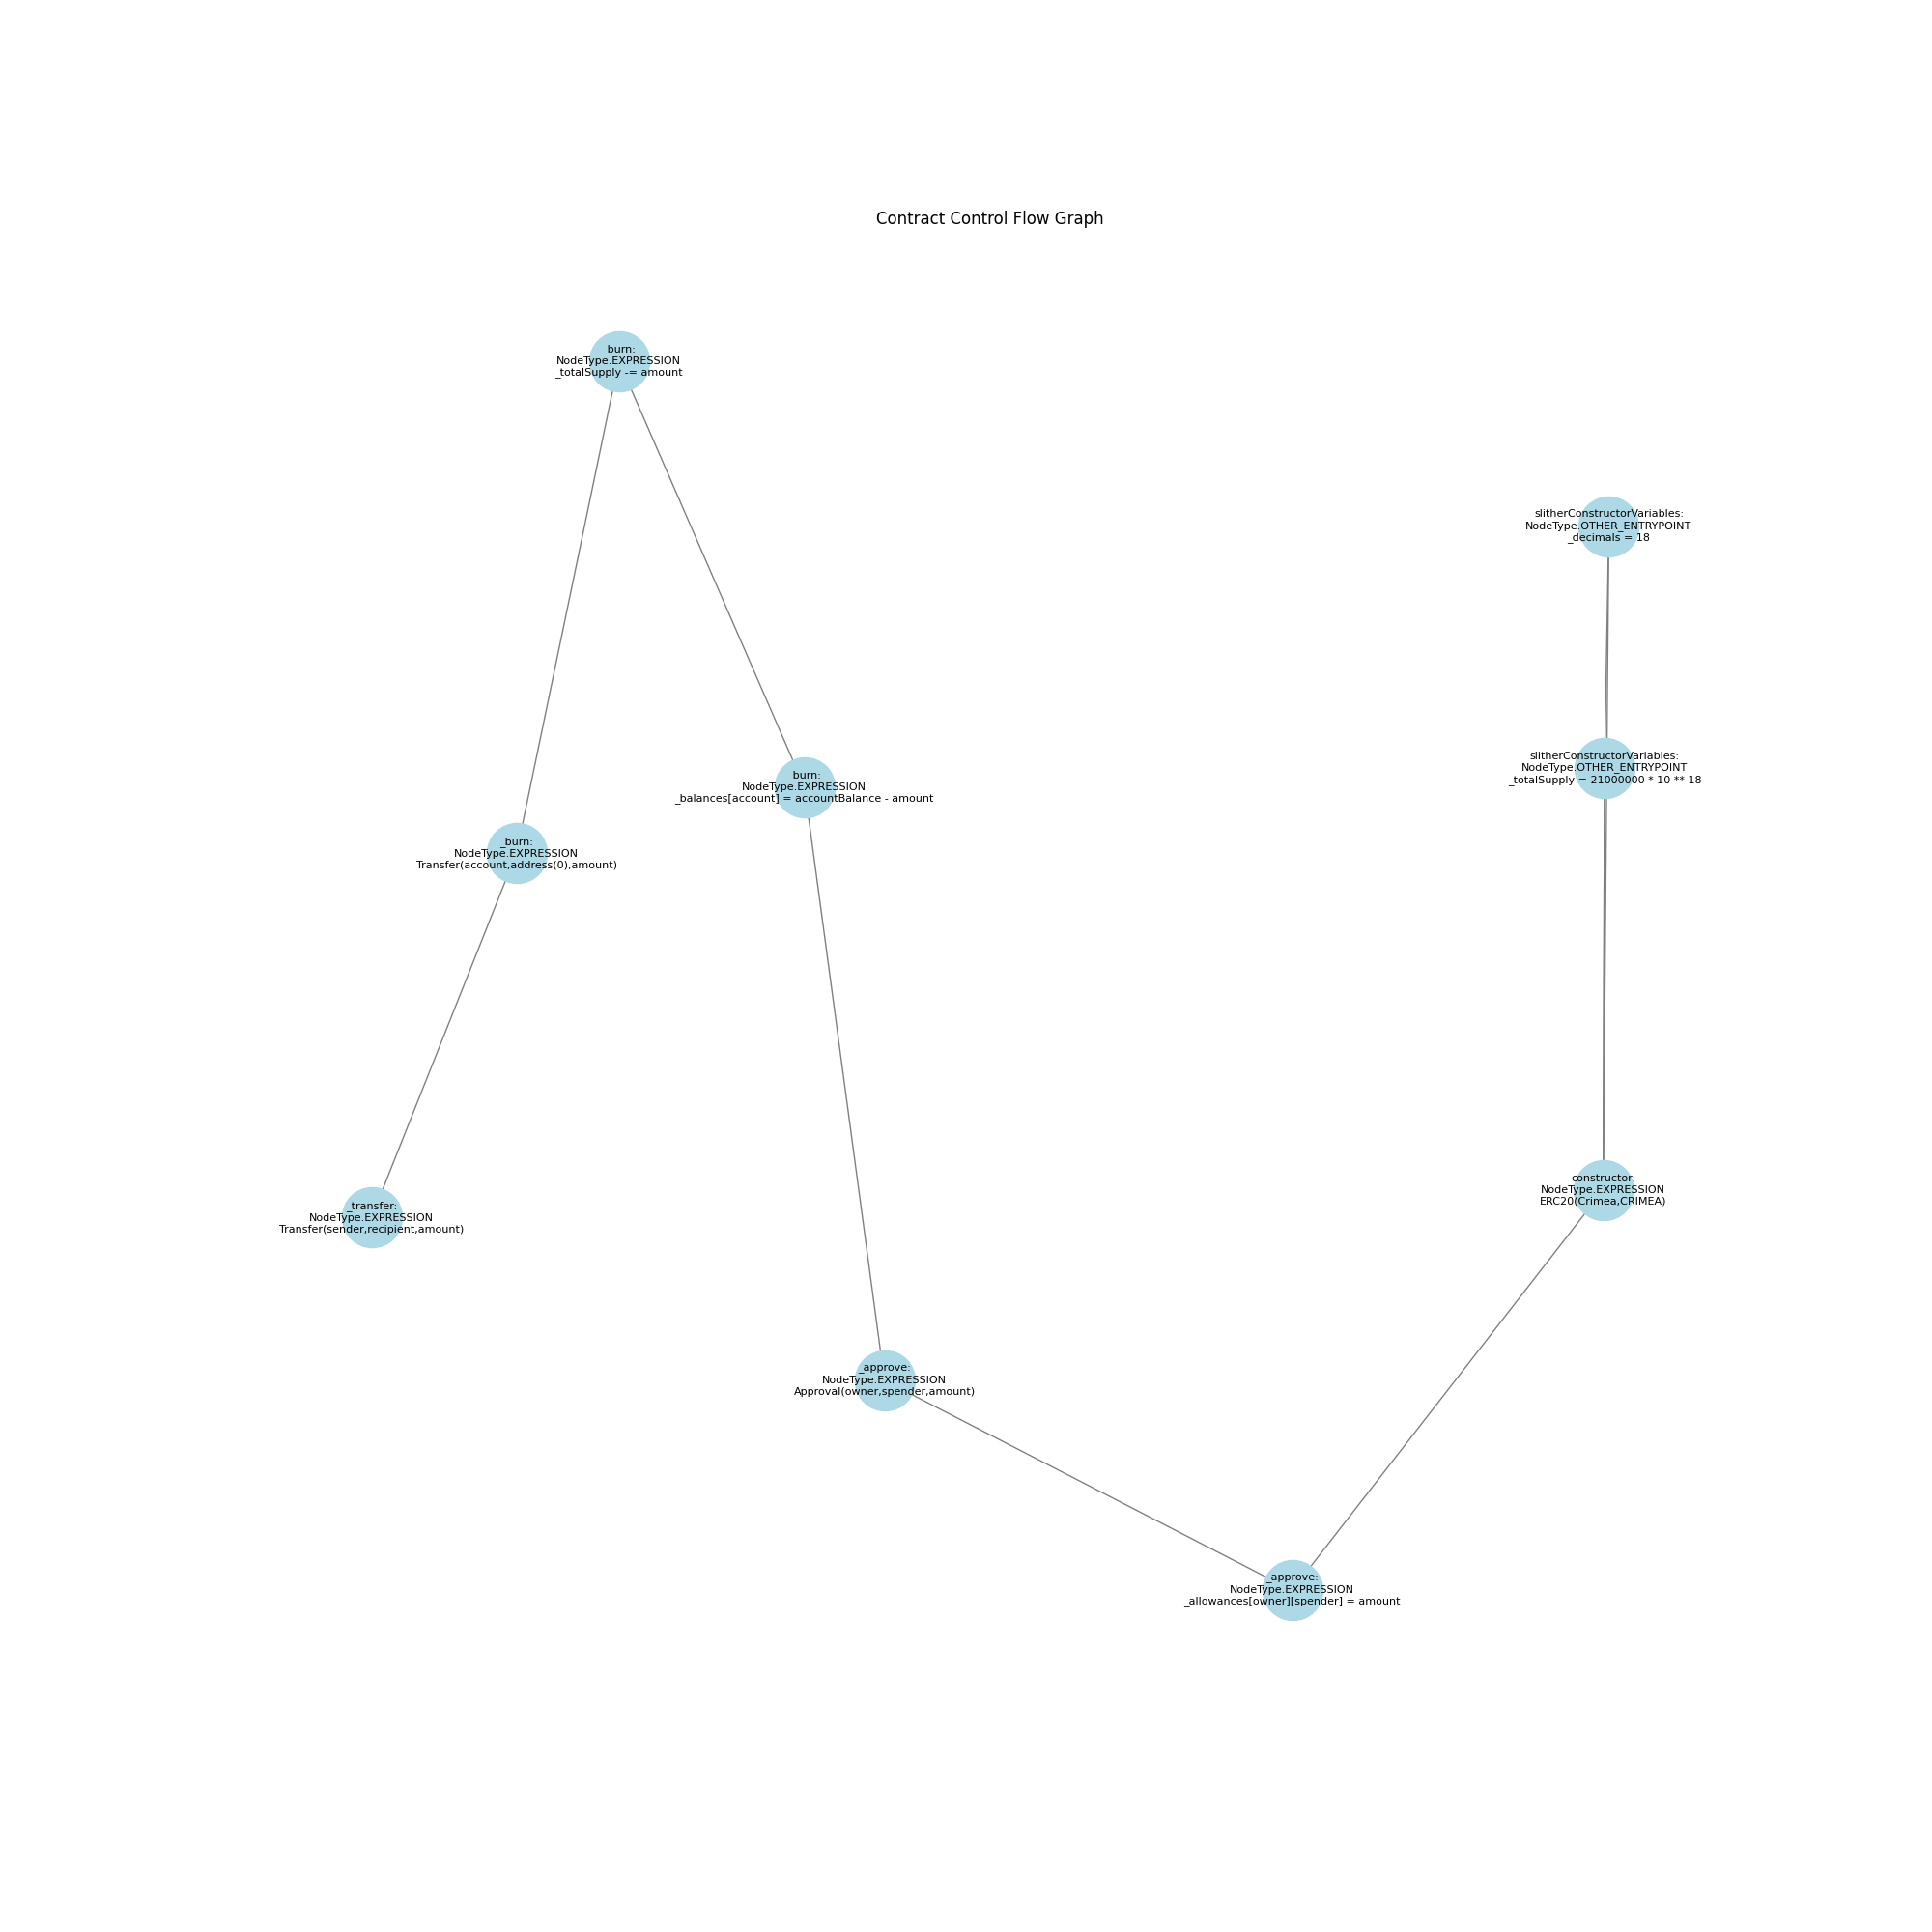 Contract Control Flow Graph
_burn:
NodeType.EXPRESSION
_totalSupply -= amount
slitherConstructorVariables:
NodeType.OTHER_ENTRYPOINT
_decimals = 18
slitherConstructorVariables:
NodeType.OTHER_ENTRYPOINT
_totalSupply = 21000000 * 10 ** 18
_burn:
NodeType.EXPRESSION
_balances[account] = accountBalance - amount
_burn:
NodeType.EXPRESSION
Transfer(account,address(0),amount)
constructor:
NodeType.EXPRESSION
ERC20(Crimea,CRIMEA)
_transfer:
NodeType.EXPRESSION
Transfer(sender,recipient,amount)
_approve:
NodeType.EXPRESSION
Approval(owner,spender,amount)
_approve:
NodeType.EXPRESSION
_allowances[owner][spender] = amount